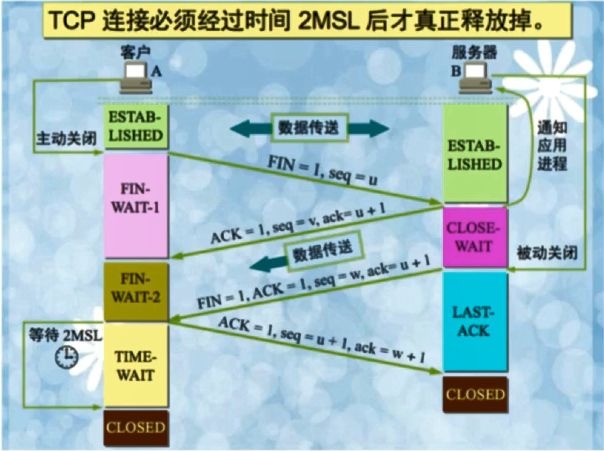 TCP 连接必须经过时间 2MSL 后才真正释放掉。
客户
A
服务器
B
ESTAB-
LISHED
主动关闭
数据传送
ESTAB-
LISHED
通知
应用
进程
FIN = 1, seq = u
FIN-
WAIT-1
ACK = 1, seq = v, ack= u + 1
CLOSE-
WAIT
数据传送
被动关闭
FIN-
WAIT-2
FIN = 1, ACK = 1, seq = w, ack= u + 1
LAST-
ACK
ACK = 1, seq = u + 1, ack = w + 1
等待 2MSL
TIME-
WAIT
CLOSED
CLOSED